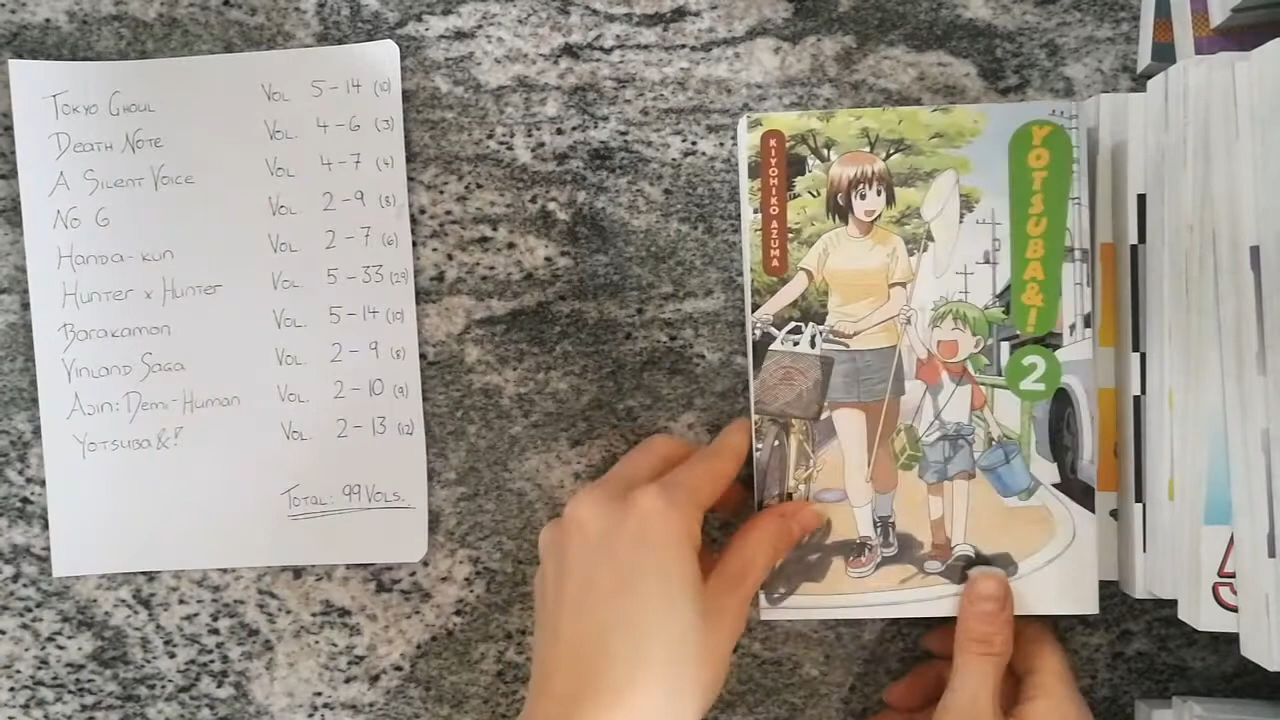 TOKYO GHOUL VOL 5-14 (10)
DEATH NOTE VOL. 4-6 (3)
A SILENT VOICE VOL 4-7 (4)
NO 6 VOL. 2-9 (8)
HANDA-KUN VOL 2-7 (6)
HUNTER x HUNTER VOL. 5-33 (29)
BARAKAMON VOL. 5-14 (10)
VINLAND SAGA VOL. 2-9 (8)
AJIN: DEMI-HUMAN VOL. 2-10 (9)
YOTSUBA&! VOL. 2-13 (12)
TOTAL: 99 VOLS.
KIYOHIKO AZUMA
YOTSUBA&!
2